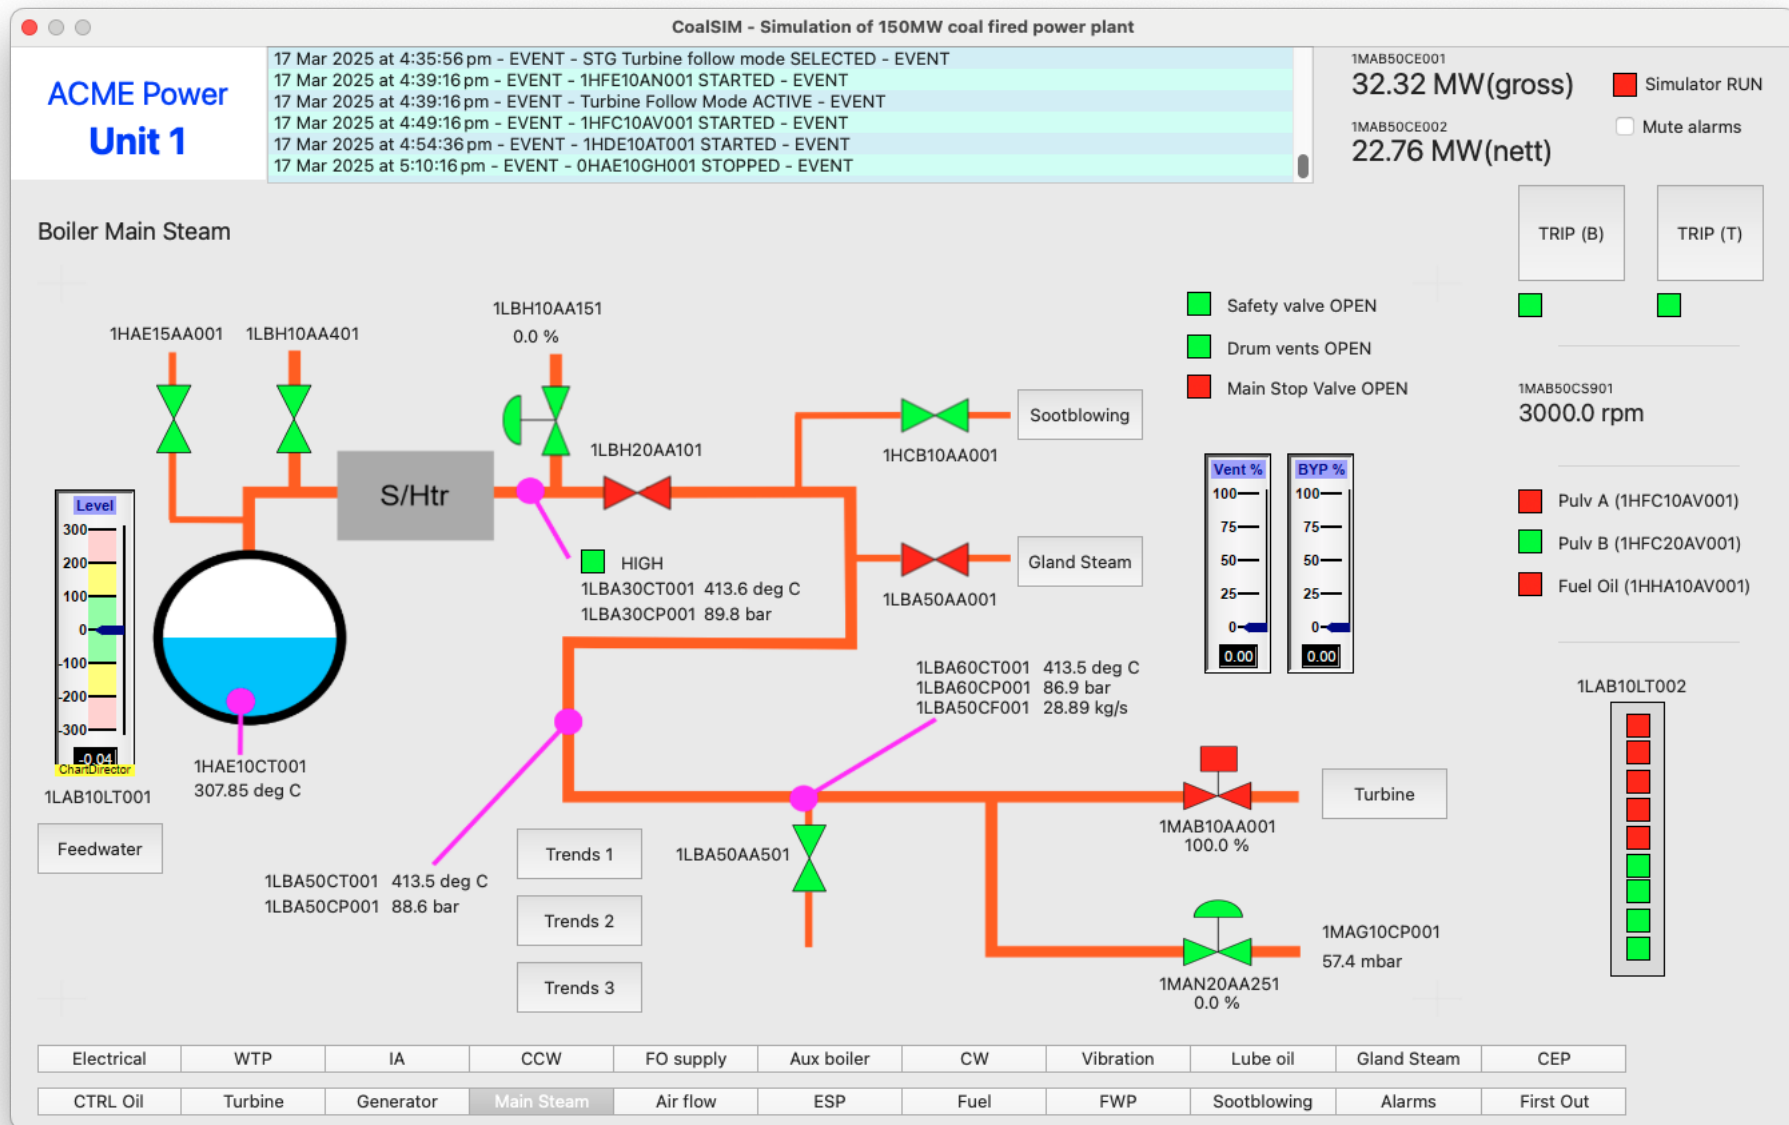 CoalSIM - Simulation of 150MW coal fired power plant
ACME Power
Unit 1
17 Mar 2025 at 4:35:56 pm - EVENT - STG Turbine follow mode SELECTED - EVENT
17 Mar 2025 at 4:39:16 pm - EVENT - 1HFE10AN001 STARTED - EVENT
17 Mar 2025 at 4:39:16 pm - EVENT - Turbine Follow Mode ACTIVE - EVENT
17 Mar 2025 at 4:49:16 pm - EVENT - 1HFC10AV001 STARTED - EVENT
17 Mar 2025 at 4:54:36 pm - EVENT - 1HDE10AT001 STARTED - EVENT
17 Mar 2025 at 5:10:16 pm - EVENT - 0HAE10GH001 STOPPED - EVENT
1MAB50CE001
32.32 MW(gross)
1MAB50CE002
22.76 MW(nett)
Simulator RUN
Mute alarms
TRIP (B)
TRIP (T)
Boiler Main Steam
1HAE15AA001
1LBH10AA401
1LBH10AA151
0.0 %
1LBH20AA101
S/Htr
HIGH
1LBA30CT001 413.6 deg C
1LBA30CP001 89.8 bar
1HCB10AA001
Sootblowing
1LBA50AA001
Gland Steam
Safety valve OPEN
Drum vents OPEN
Main Stop Valve OPEN
1MAB50CS901
3000.0 rpm
Vent %
100
75
50
25
0
0.00
BYP %
100
75
50
25
0
0.00
Pulv A (1HFC10AV001)
Pulv B (1HFC20AV001)
Fuel Oil (1HHA10AV001)
1LAB10LT002
Level
300
200
100
0
-100
-200
-300
-0.04
ChartDirector
1LAB10LT001
Feedwater
1HAE10CT001
307.85 deg C
1LBA60CT001 413.5 deg C
1LBA60CP001 86.9 bar
1LBA50CF001 28.89 kg/s
1LBA50CT001 413.5 deg C
1LBA50CP001 88.6 bar
Trends 1
Trends 2
Trends 3
1LBA50AA501
1MAB10AA001
100.0 %
Turbine
1MAN20AA251
0.0 %
1MAG10CP001
57.4 mbar
Electrical
WTP
IA
CCW
FO supply
Aux boiler
CW
Vibration
Lube oil
Gland Steam
CEP
CTRL Oil
Turbine
Generator
Main Steam
Air flow
ESP
Fuel
FWP
Sootblowing
Alarms
First Out